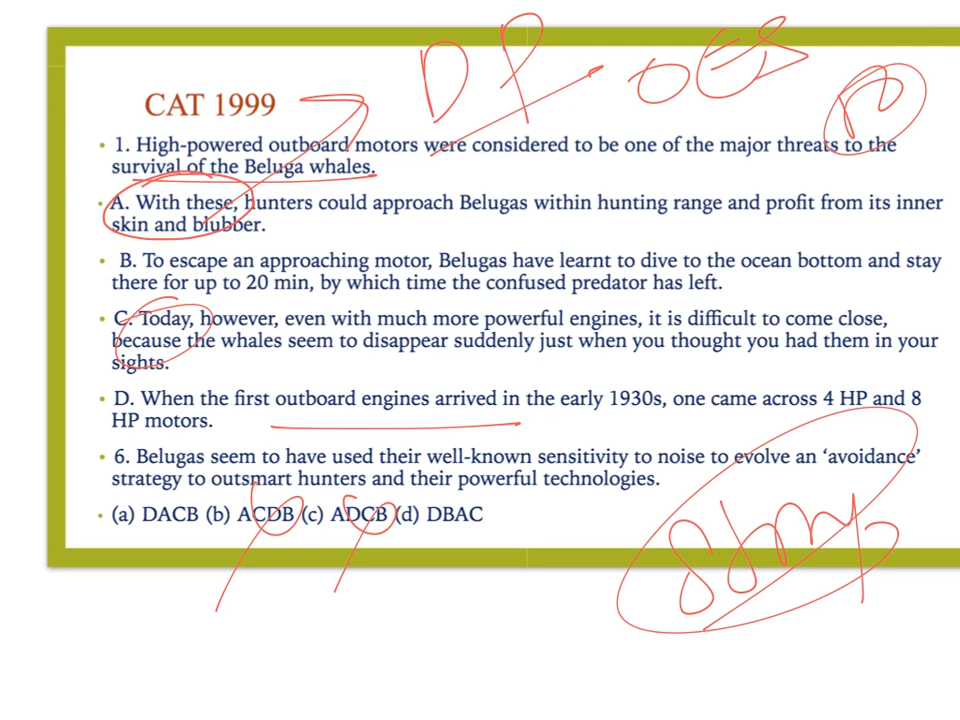 CAT 1999
• 1. High-powered outboard motors were considered to be one of the major threats to the
survival of the Beluga whales.
• A. With these, hunters could approach Belugas within hunting range and profit from its inner
skin and blubber.
• B. To escape an approaching motor, Belugas have learnt to dive to the ocean bottom and stay
there for up to 20 min, by which time the confused predator has left.
• C. Today, however, even with much more powerful engines, it is difficult to come close,
because the whales seem to disappear suddenly just when you thought you had them in your
sights.
• D. When the first outboard engines arrived in the early 1930s, one came across 4 HP and 8
HP motors.
• 6. Belugas seem to have used their well-known sensitivity to noise to evolve an ‘avoidance’
strategy to outsmart hunters and their powerful technologies.
• (a) DACB (b) ACDB (c) ADCB (d) DBAC